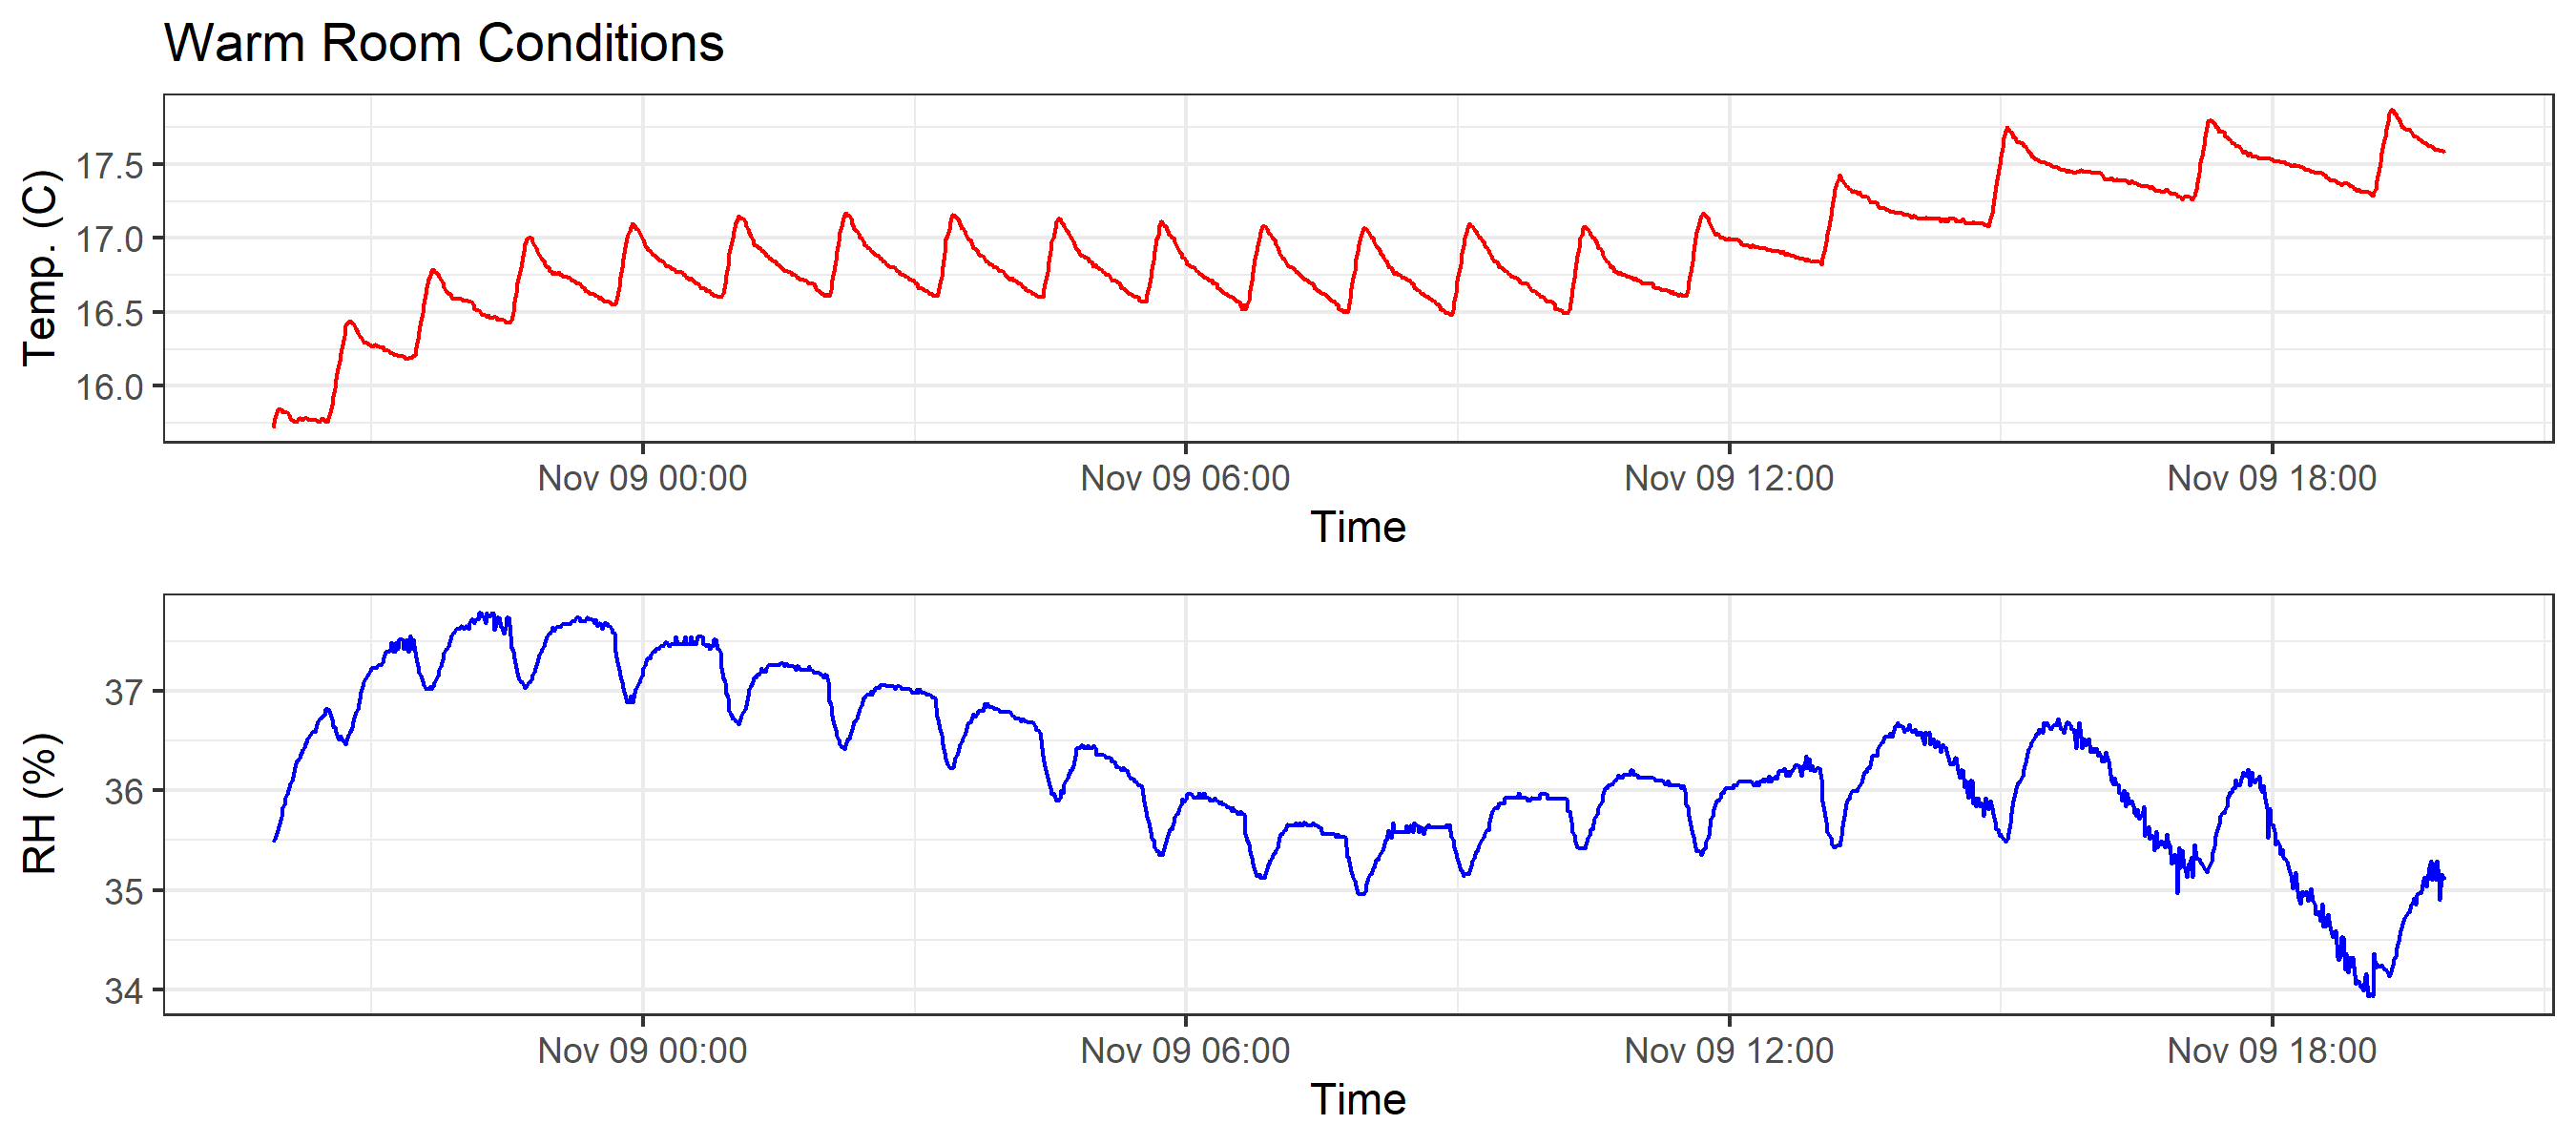 Warm Room Conditions
Temp. (C)
17.5
17.0
16.5
16.0
Nov 09 00:00 Nov 09 06:00 Nov 09 12:00 Nov 09 18:00
Time
RH (%)
37
36
35
34
Nov 09 00:00 Nov 09 06:00 Nov 09 12:00 Nov 09 18:00
Time